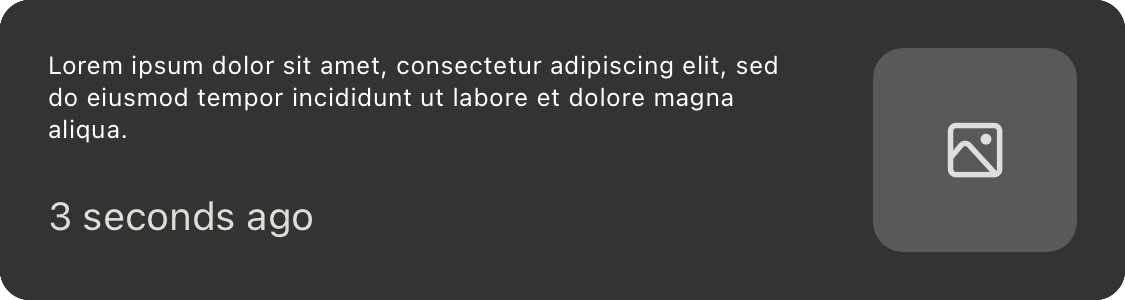 Lorem ipsum dolor sit amet, consectetur adipiscing elit, sed
do eiusmod tempor incididunt ut labore et dolore magna
aliqua.
3 seconds ago